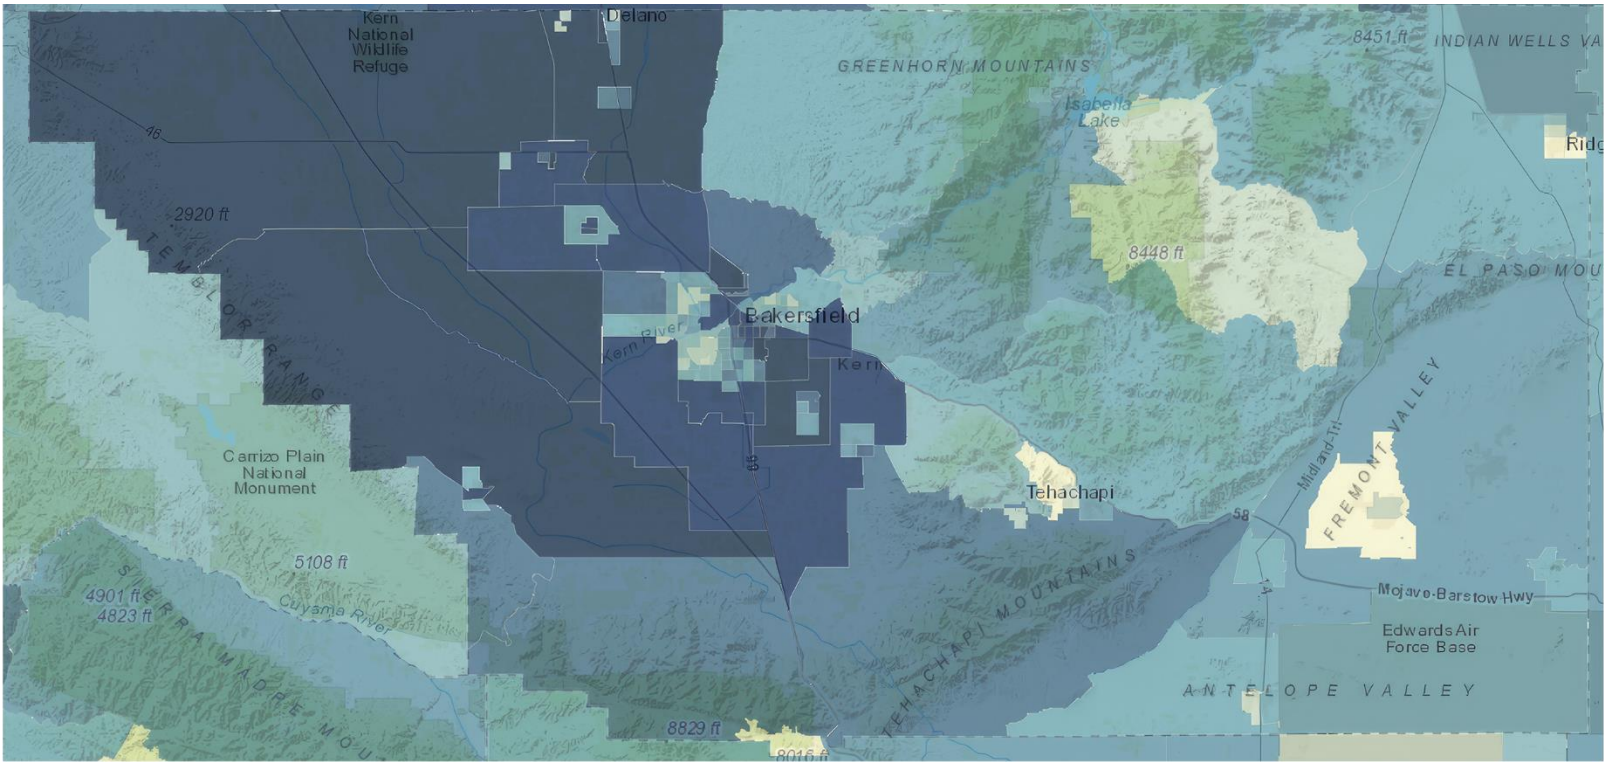 Kern
National
Wildlife
Refuge
Delano
8451 ft
INDIAN WELLS VA
GREENHORN MOUNTAINS
Isabella
Lake
46
Ridg
2920 ft
TEMBLOR RANGE
8448 ft
EL PASO MOU
Bakersfield
Kern River
Kern
FREMONT VALLEY
Midland-Trl
Carrizo Plain
National
Monument
99
Tehachapi
58
5108 ft
4901 ft
4823 ft
Cuyama River
SIERRA MADRE MOU
TEHACHAPI MOUNTAINS
14
Mojave-Barstow Hwy
Edwards Air
Force Base
ANTELOPE VALLEY
8829 ft
8016 ft